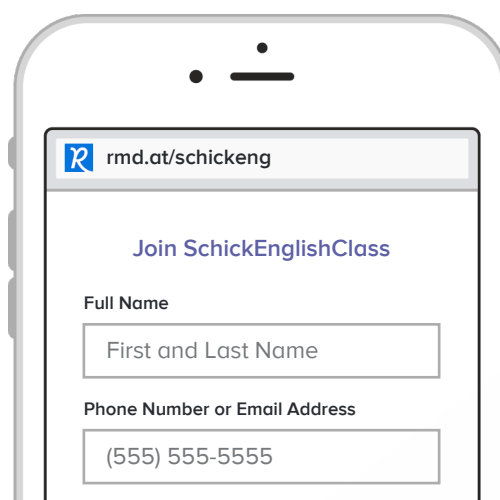 rmd.at/schickeng
Join SchickEnglishClass
Full Name
First and Last Name
Phone Number or Email Address
(555) 555-5555